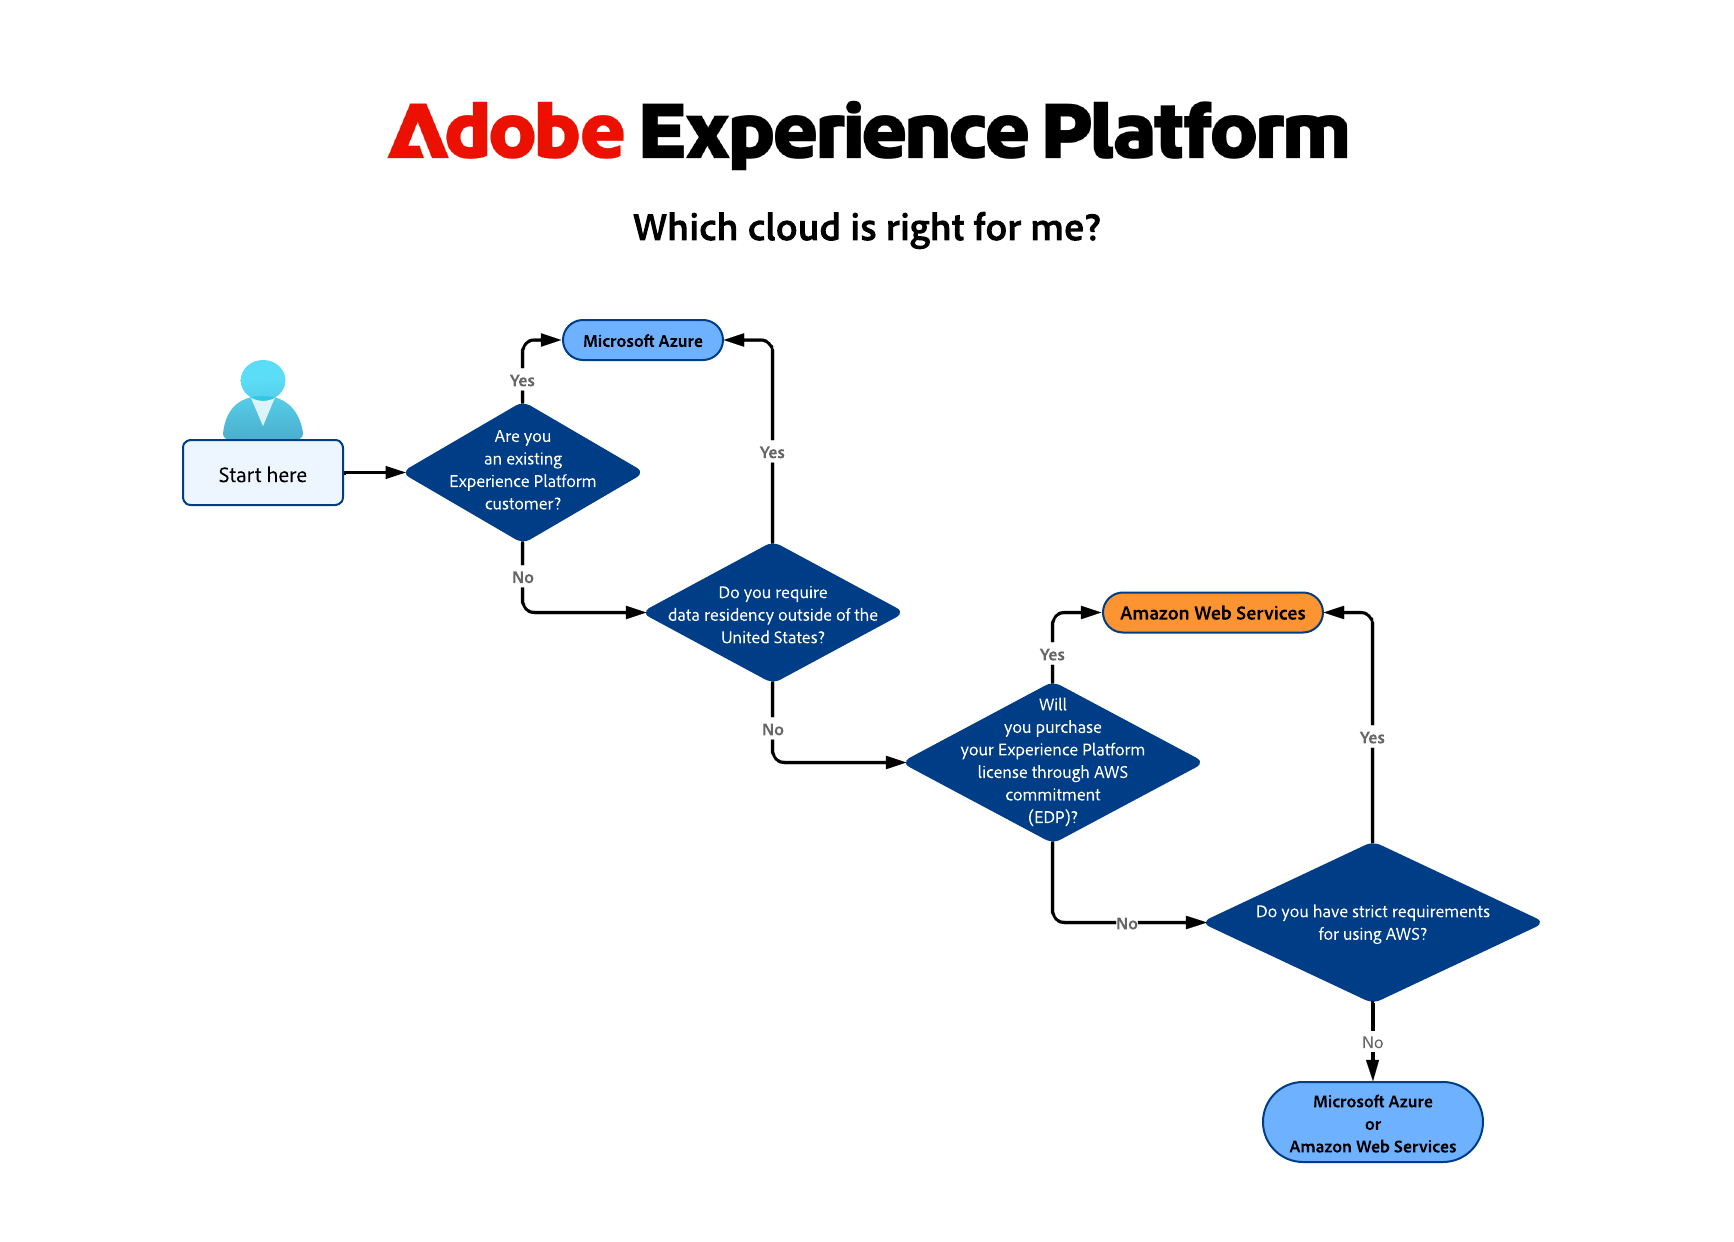 Adobe Experience Platform
Which cloud is right for me?
Start here
Are you
an existing
Experience Platform
customer?
Yes
Microsoft Azure
No
Do you require
data residency outside of the
United States?
Yes
No
Will
you purchase
your Experience Platform
license through AWS
commitment
(EDP)?
Yes
Amazon Web Services
No
Do you have strict requirements
for using AWS?
Yes
No
Microsoft Azure
or
Amazon Web Services